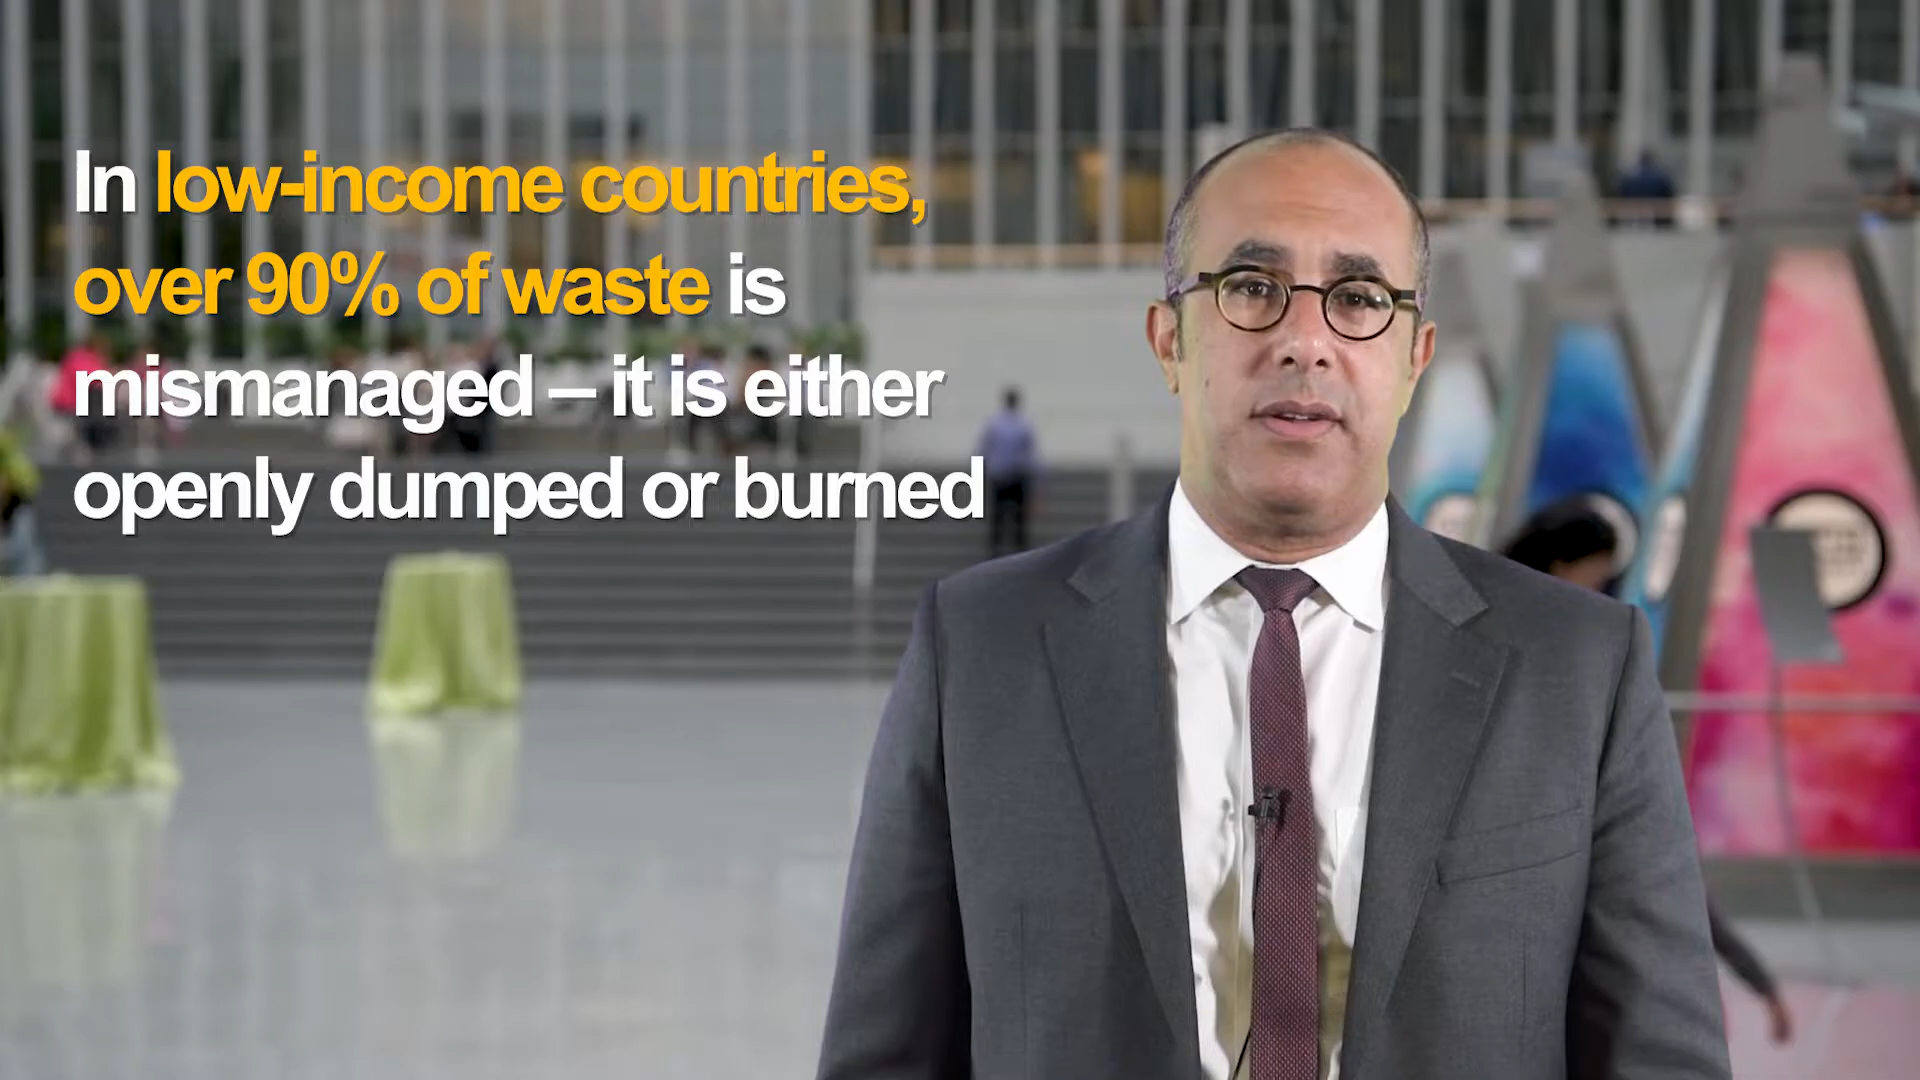 In low-income countries,
over 90% of waste is
mismanaged – it is either
openly dumped or burned